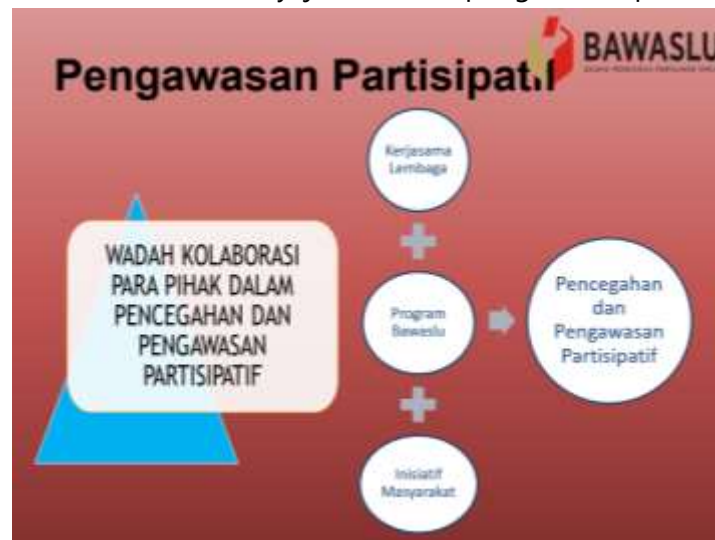 Pengawasan Partisipatif
BAWASLU
WADAH KOLABORASI
PARA PIHAK DALAM
PENCEGAHAN DAN
PENGAWASAN
PARTISIPATIF
Kerjasama
Lembaga
Program
Bawaslu
Inisiatif
Masyarakat
Pencegahan
dan
Pengawasan
Partisipatif